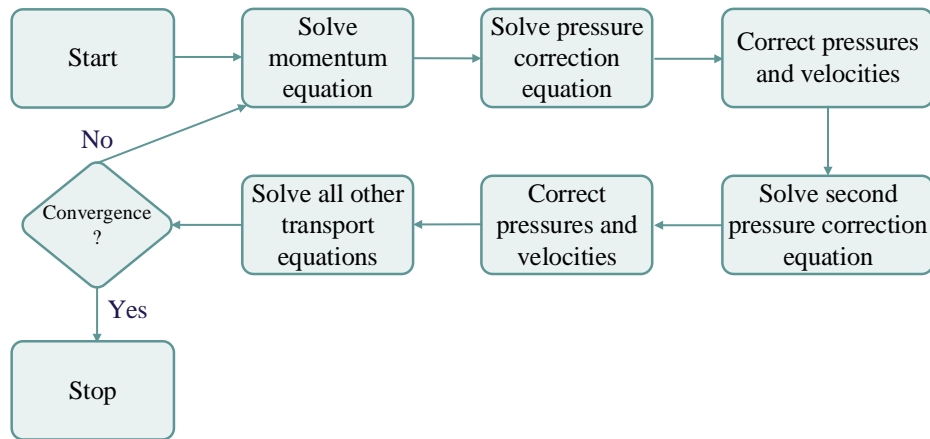 Start
Solve
momentum
equation
Solve pressure
correction
equation
Correct pressures
and velocities
No
Convergence
?
Solve all other
transport
equations
Correct
pressures and
velocities
Solve second
pressure correction
equation
Yes
Stop